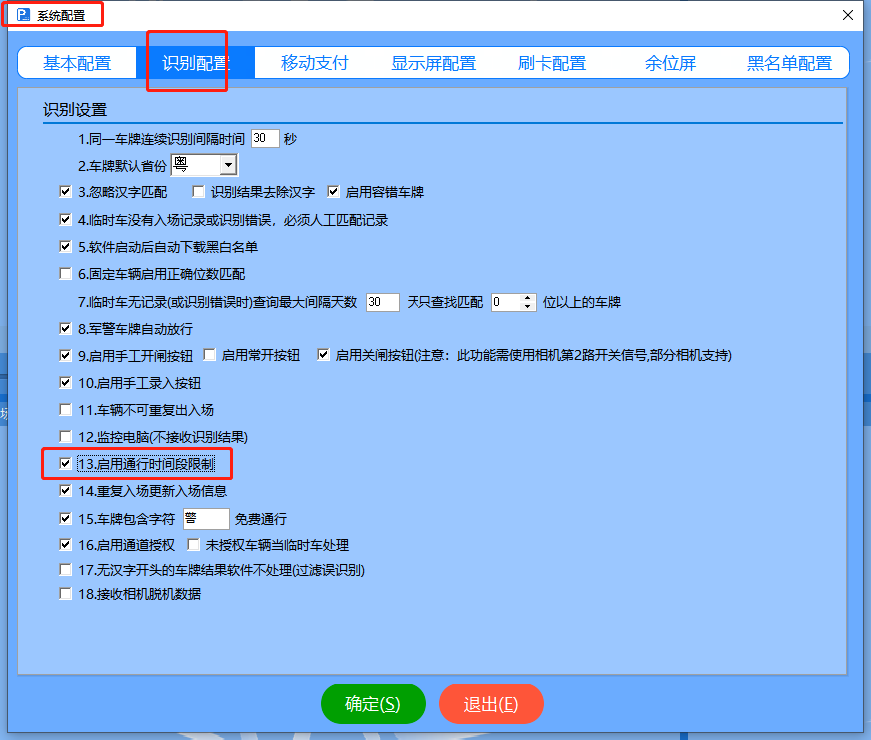 系统配置
基本配置 识别配置 移动支付 显示屏配置 刷卡配置 余位屏 黑名单配置
识别设置
1.同一车牌连续识别间隔时间 30 秒
2.车牌默认省份 粤
3.忽略汉字匹配 识别结果去除汉字 启用容错车牌
4.临时车没有入场记录或识别错误，必须人工匹配记录
5.软件启动后自动下载黑白名单
6.固定车辆启用正确位数匹配
7.临时车无记录(或识别错误时)查询最大间隔天数 30 天只查找匹配 0 位以上的车牌
8.军警车牌自动放行
9.启用手工开闸按钮 启用常开按钮 启用关闸按钮(注意：此功能需使用相机第2路开关信号,部分相机支持)
10.启用手工录入按钮
11.车辆不可重复出入场
12.监控电脑(不接收识别结果)
13.启用通行时间段限制
14.重复入场更新入场信息
15.车牌包含字符 警 免费通行
16.启用通道授权 未授权车辆当临时车处理
17.无汉字开头的车牌结果软件不处理(过滤误识别)
18.接收相机脱机数据
确定(S) 退出(E)